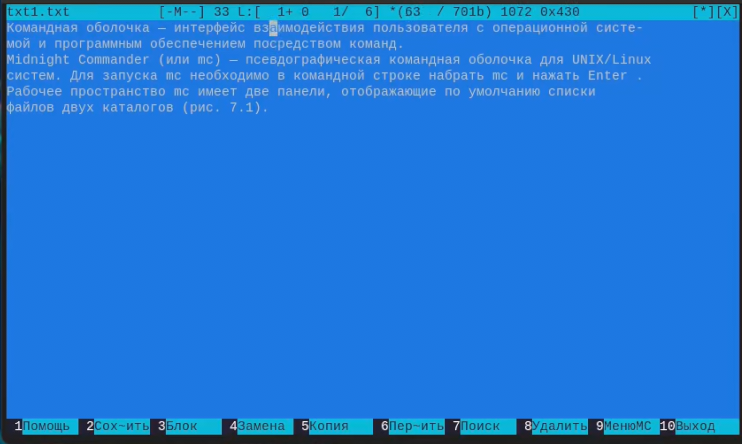 txt1.txt [-M--] 33 L:[ 1+ 0 1/ 6] *(63 / 701b) 1072 0x430 [*][X]
Командная оболочка — интерфейс взаимодействия пользователя с операционной систе-
мой и программным обеспечением посредством команд.
Midnight Commander (или mc) — псевдографическая командная оболочка для UNIX/Linux
систем. Для запуска mc необходимо в командной строке набрать mc и нажать Enter .
Рабочее пространство mc имеет две панели, отображающие по умолчанию списки
файлов двух каталогов (рис. 7.1).
1Помощь 2Сох~ить 3Блок 4Замена 5Копия 6Пер~ить 7Поиск 8Удалить 9МенюMC 10Выход